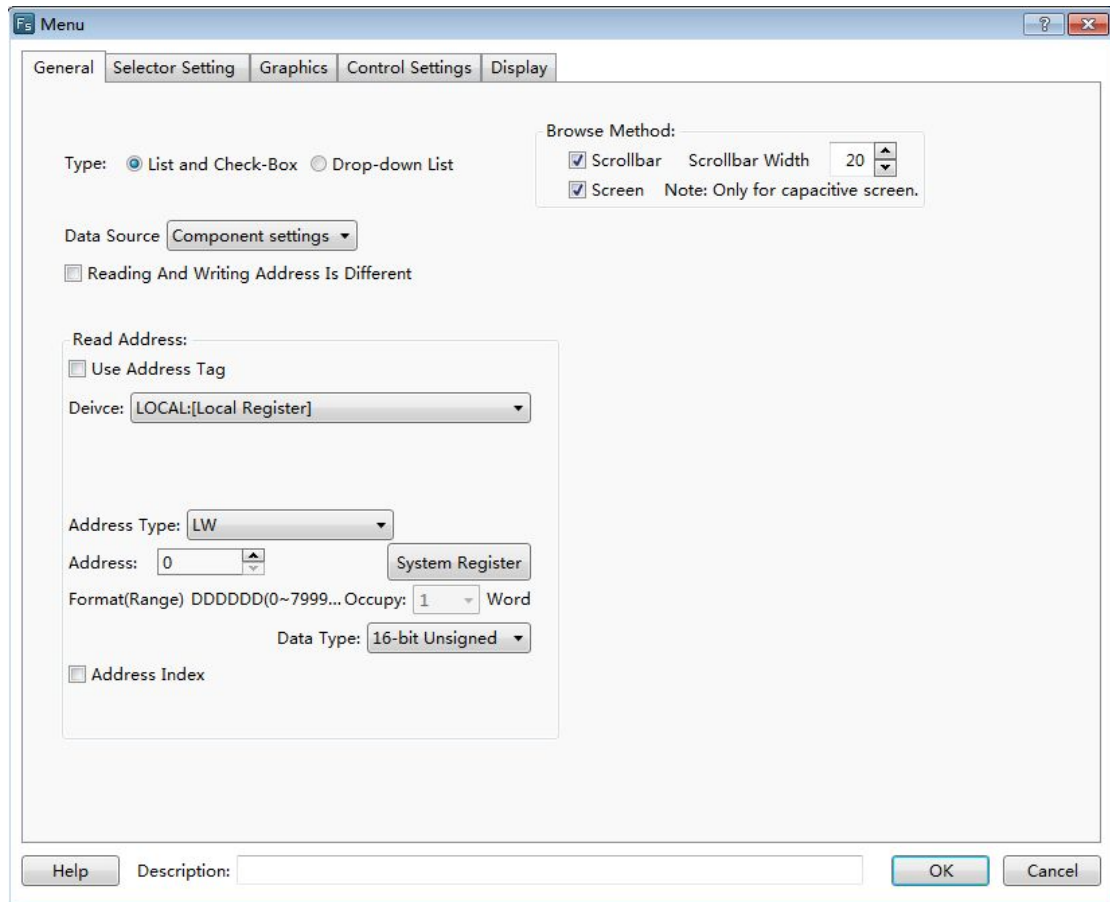 Fs Menu
General Selector Setting Graphics Control Settings Display
Browse Method:
Type: List and Check-Box Drop-down List
Scrollbar Scrollbar Width 20
Screen Note: Only for capacitive screen.
Data Source Component settings
Reading And Writing Address Is Different
Read Address:
Use Address Tag
Deivce: LOCAL:[Local Register]
Address Type: LW
Address: 0 System Register
Format(Range) DDDDDD(0~7999... Occupy: 1 Word
Data Type: 16-bit Unsigned
Address Index
Help Description: OK Cancel